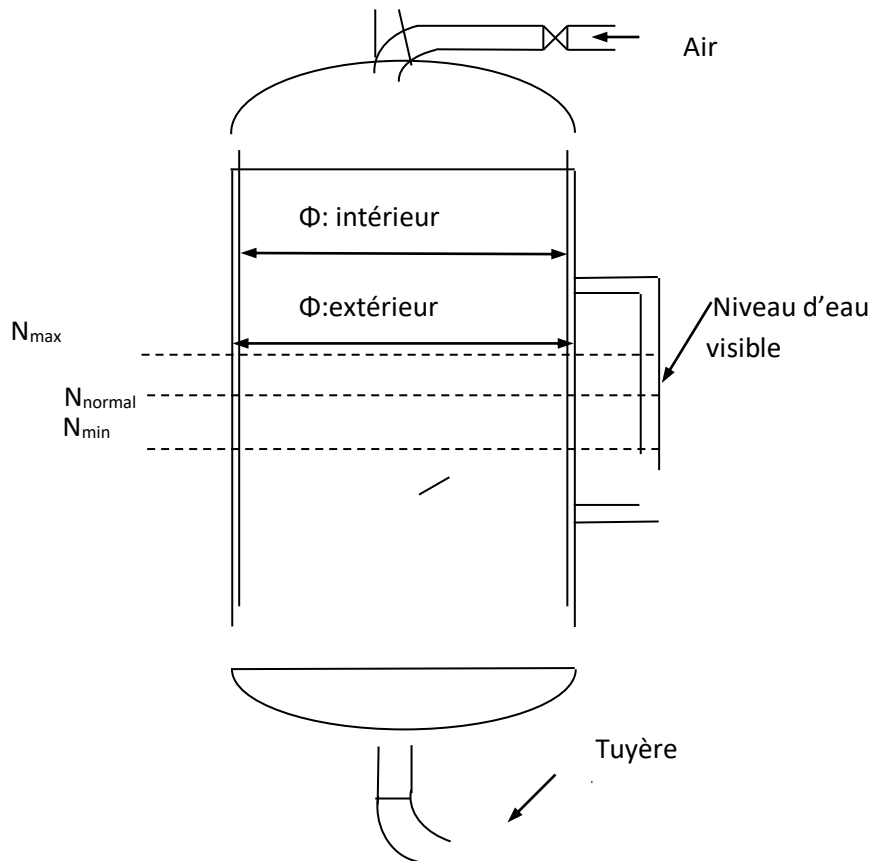 Air
Φ: intérieur
Φ:extérieur
Niveau d’eau
visible
Nmax
Nnormal
Nmin
Tuyère